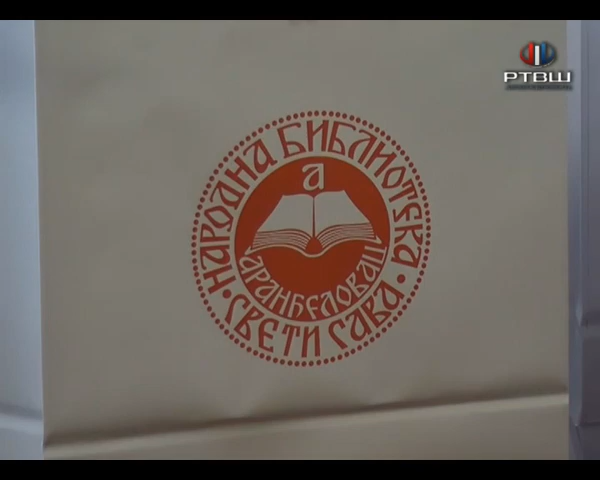 РТВШ
НАРОДНА БИБЛИОТЕКА
СВЕТИ САВА
а
АРАНЂЕЛОВАЦ